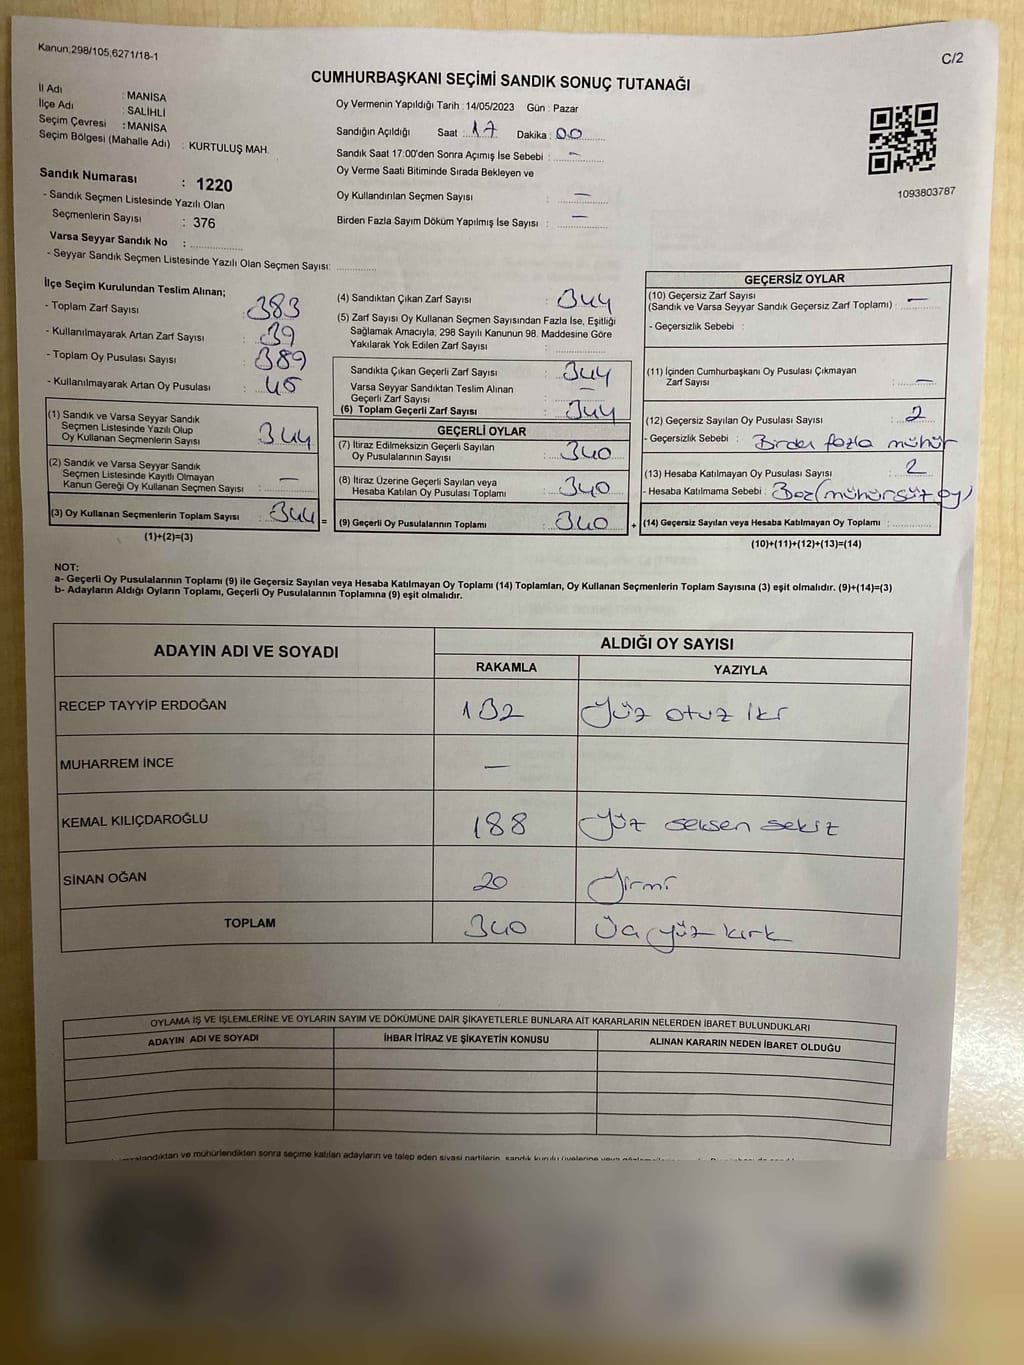 Kanun,298/105,6271/18-1
C/2
CUMHURBAŞKANI SEÇİMİ SANDIK SONUÇ TUTANAĞI
İl Adı : MANİSA
İlçe Adı : SALİHLİ
Seçim Çevresi : MANİSA
Seçim Bölgesi (Mahalle Adı) : KURTULUŞ MAH.
Sandık Numarası : 1220
- Sandık Seçmen Listesinde Yazılı Olan
Seçmenlerin Sayısı : 376
Varsa Seyyar Sandık No :
- Seyyar Sandık Seçmen Listesinde Yazılı Olan Seçmen Sayısı:
Oy Vermenin Yapıldığı Tarih : 14/05/2023 Gün : Pazar
Sandığın Açıldığı Saat : 17 Dakika : 00
Sandık Saat 17:00'den Sonra Açımış İse Sebebi : –
Oy Verme Saati Bitiminde Sırada Bekleyen ve
Oy Kullandırılan Seçmen Sayısı : –
Birden Fazla Sayım Döküm Yapılmış İse Sayısı : –
1093803787
İlçe Seçim Kurulundan Teslim Alınan;
- Toplam Zarf Sayısı : 383
- Kullanılmayarak Artan Zarf Sayısı : 39
- Toplam Oy Pusulası Sayısı : 389
- Kullanılmayarak Artan Oy Pusulası : 45
(1) Sandık ve Varsa Seyyar Sandık
Seçmen Listesinde Yazılı Olup
Oy Kullanan Seçmenlerin Sayısı : 344
(2) Sandık ve Varsa Seyyar Sandık
Seçmen Listesinde Kayıtlı Olmayan
Kanun Gereği Oy Kullanan Seçmen Sayısı : –
(3) Oy Kullanan Seçmenlerin Toplam Sayısı : 344 =
(1)+(2)=(3)
(4) Sandıktan Çıkan Zarf Sayısı : 344
(5) Zarf Sayısı Oy Kullanan Seçmen Sayısından Fazla İse, Eşitliği
Sağlamak Amacıyla, 298 Sayılı Kanunun 98. Maddesine Göre
Yakılarak Yok Edilen Zarf Sayısı :
Sandıkta Çıkan Geçerli Zarf Sayısı : 344
Varsa Seyyar Sandıktan Teslim Alınan
Geçerli Zarf Sayısı : –
(6) Toplam Geçerli Zarf Sayısı : 344
GEÇERLİ OYLAR
(7) İtiraz Edilmeksizin Geçerli Sayılan
Oy Pusulalarının Sayısı : 340
(8) İtiraz Üzerine Geçerli Sayılan veya
Hesaba Katılan Oy Pusulası Toplamı : 340
(9) Geçerli Oy Pusulalarının Toplamı : 340 +
GEÇERSİZ OYLAR
(10) Geçersiz Zarf Sayısı
(Sandık ve Varsa Seyyar Sandık Geçersiz Zarf Toplamı) : –
- Geçersizlik Sebebi :
(11) İçinden Cumhurbaşkanı Oy Pusulası Çıkmayan
Zarf Sayısı : –
(12) Geçersiz Sayılan Oy Pusulası Sayısı : 2
- Geçersizlik Sebebi : Birden fazla mühür
(13) Hesaba Katılmayan Oy Pusulası Sayısı : 2
- Hesaba Katılmama Sebebi : Boz(mühürsüz oy)
(14) Geçersiz Sayılan veya Hesaba Katılmayan Oy Toplamı :
(10)+(11)+(12)+(13)=(14)
NOT:
a- Geçerli Oy Pusulalarının Toplamı (9) ile Geçersiz Sayılan veya Hesaba Katılmayan Oy Toplamı (14) Toplamları, Oy Kullanan Seçmenlerin Toplam Sayısına (3) eşit olmalıdır. (9)+(14)=(3)
b- Adayların Aldığı Oyların Toplamı, Geçerli Oy Pusulalarının Toplamına (9) eşit olmalıdır.
ADAYIN ADI VE SOYADI
ALDIĞI OY SAYISI
RAKAMLA YAZIYLA
RECEP TAYYİP ERDOĞAN 132 Yüz otuz iki
MUHARREM İNCE –
KEMAL KILIÇDAROĞLU 188 Yüz seksen sekiz
SİNAN OĞAN 20 Yirmi
TOPLAM 340 Üç yüz kırk
OYLAMA İŞ VE İŞLEMLERİNE VE OYLARIN SAYIM VE DÖKÜMÜNE DAİR ŞİKAYETLERLE BUNLARA AİT KARARLARIN NELERDEN İBARET BULUNDUKLARI
ADAYIN ADI VE SOYADI İHBAR İTİRAZ VE ŞİKAYETİN KONUSU ALINAN KARARIN NEDEN İBARET OLDUĞU
ve mühürlendikten sonra seçime katılan adayların ve talep eden siyasi partilerin, sandık kurulu üyelerine veya